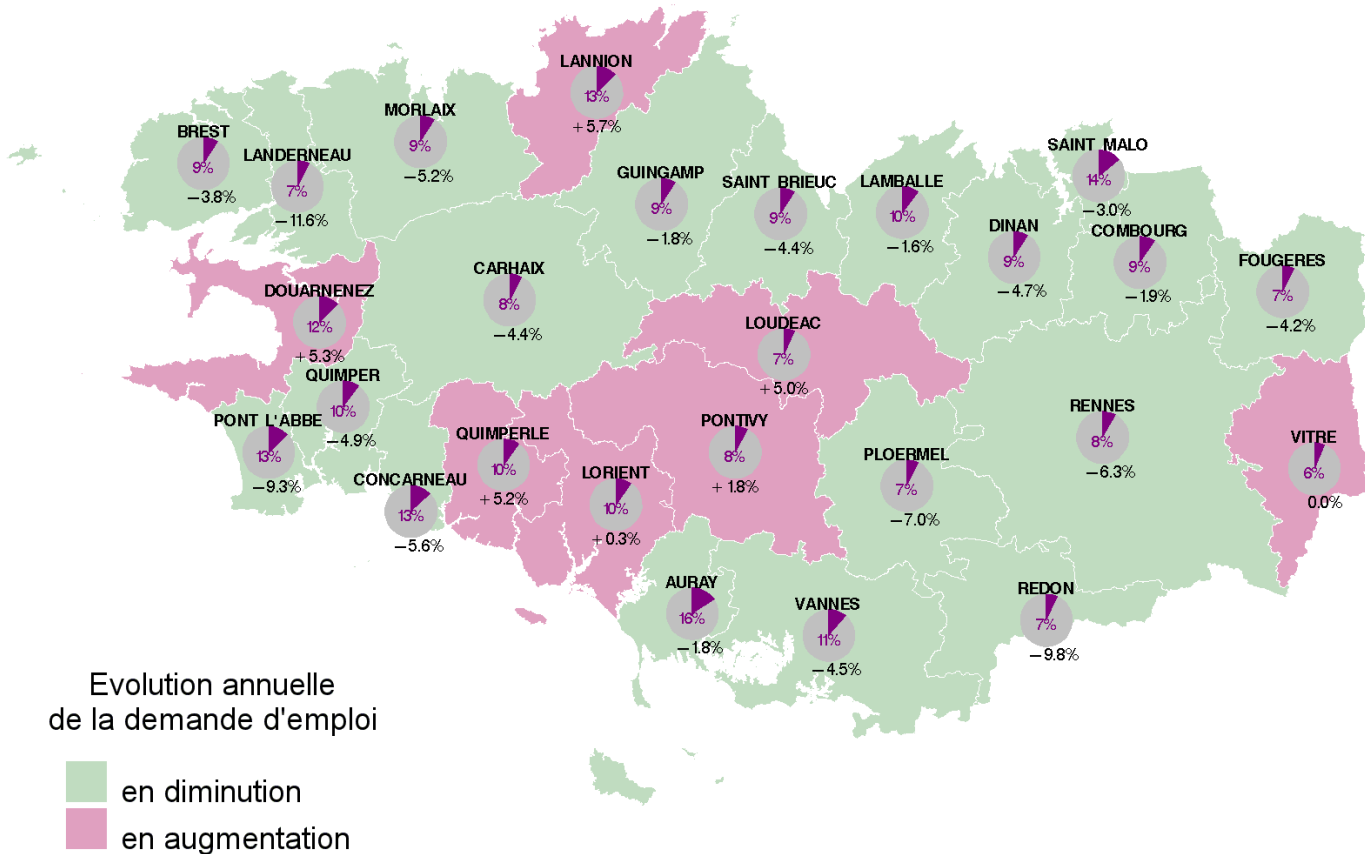 LANNION
13%
+5.7%
MORLAIX
9%
−5.2%
BREST
9%
−3.8%
LANDERNEAU
7%
−11.6%
GUINGAMP
9%
−1.8%
SAINT BRIEUC
9%
−4.4%
LAMBALLE
10%
−1.6%
SAINT MALO
14%
−3.0%
DINAN
9%
−4.7%
COMBOURG
9%
−1.9%
FOUGERES
7%
−4.2%
CARHAIX
8%
−4.4%
DOUARNENEZ
12%
+5.3%
LOUDEAC
7%
+5.0%
QUIMPER
10%
−4.9%
PONT L'ABBE
13%
−9.3%
QUIMPERLE
10%
+5.2%
PONTIVY
8%
+1.8%
RENNES
8%
−6.3%
VITRE
6%
0.0%
CONCARNEAU
13%
−5.6%
LORIENT
10%
+0.3%
PLOERMEL
7%
−7.0%
AURAY
16%
−1.8%
VANNES
11%
−4.5%
REDON
7%
−9.8%
Evolution annuelle
de la demande d'emploi
en diminution
en augmentation